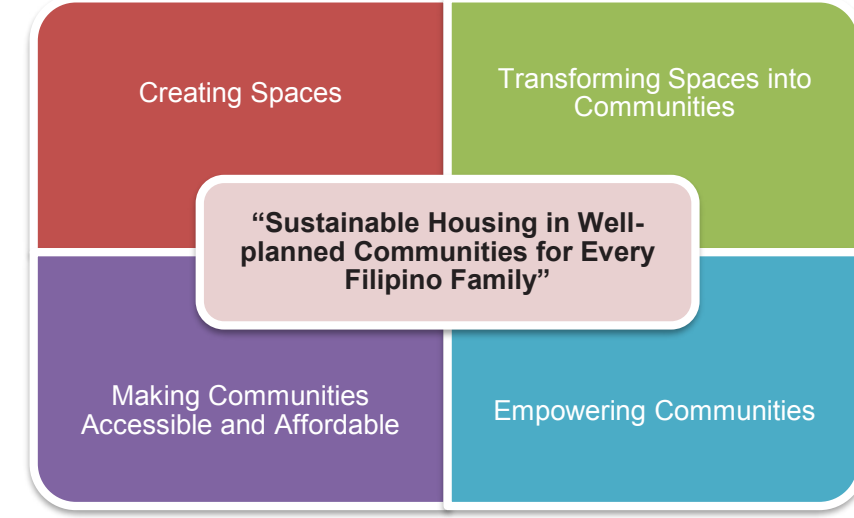 Creating Spaces
Transforming Spaces into
Communities
“Sustainable Housing in Well-
planned Communities for Every
Filipino Family”
Making Communities
Accessible and Affordable
Empowering Communities